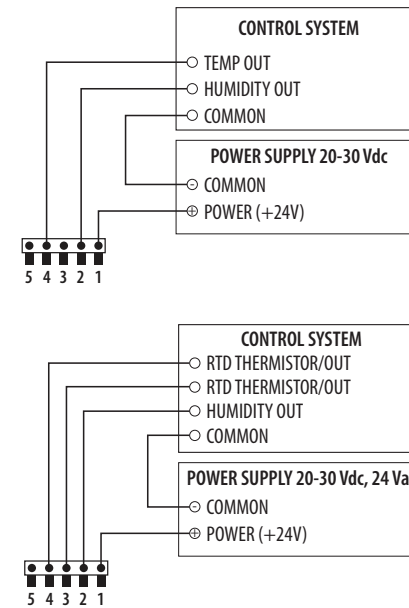 CONTROL SYSTEM
TEMP OUT
HUMIDITY OUT
COMMON
POWER SUPPLY 20-30 Vdc
COMMON
POWER (+24V)
5 4 3 2 1
CONTROL SYSTEM
RTD THERMISTOR/OUT
RTD THERMISTOR/OUT
HUMIDITY OUT
COMMON
POWER SUPPLY 20-30 Vdc, 24 Va
COMMON
POWER (+24V)
5 4 3 2 1